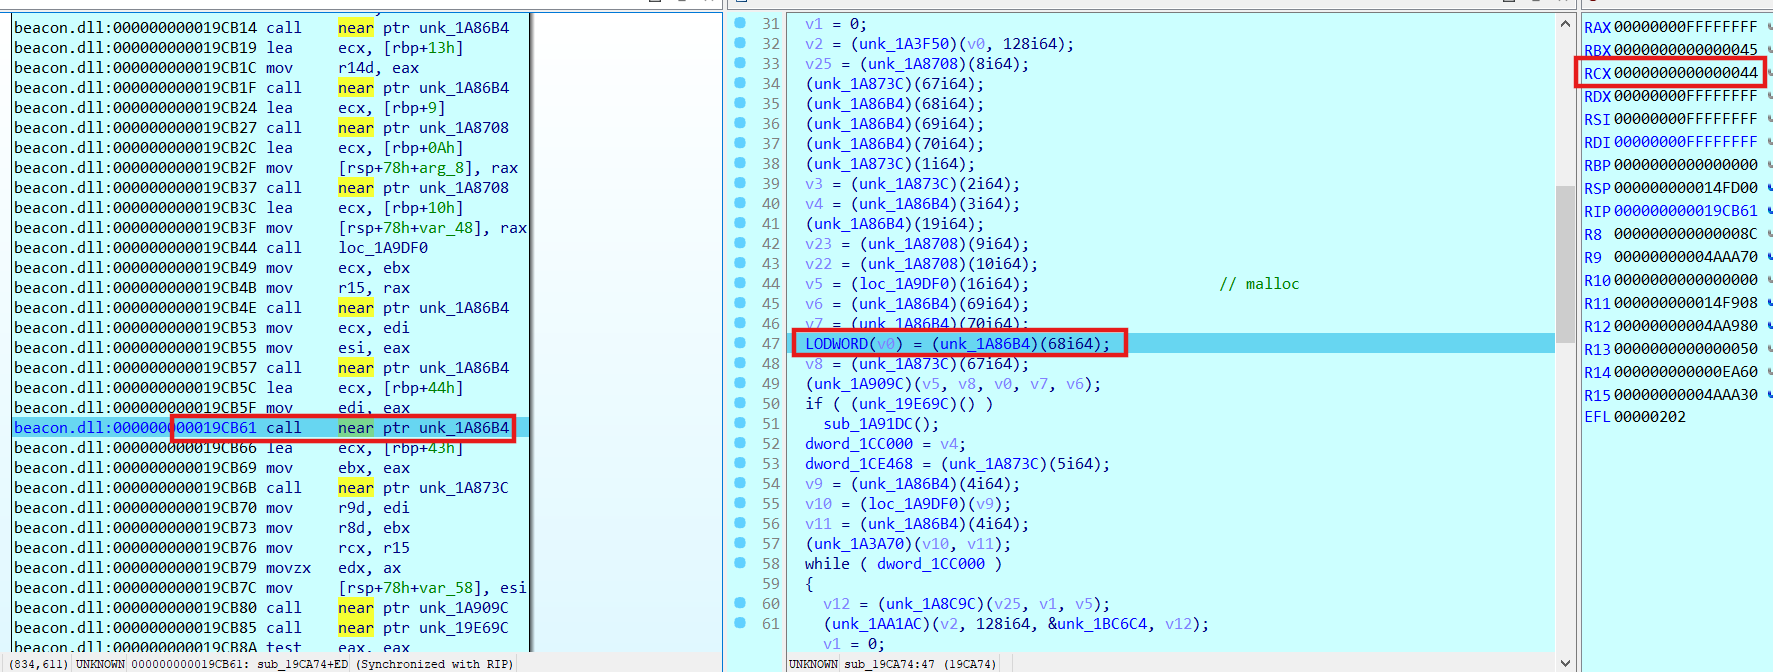 beacon.dll:000000000019CB14 call near ptr unk_1A86B4
beacon.dll:000000000019CB19 lea ecx, [rbp+13h]
beacon.dll:000000000019CB1C mov r14d, eax
beacon.dll:000000000019CB1F call near ptr unk_1A86B4
beacon.dll:000000000019CB24 lea ecx, [rbp+9]
beacon.dll:000000000019CB27 call near ptr unk_1A8708
beacon.dll:000000000019CB2C lea ecx, [rbp+0Ah]
beacon.dll:000000000019CB2F mov [rsp+78h+arg_8], rax
beacon.dll:000000000019CB37 call near ptr unk_1A8708
beacon.dll:000000000019CB3C lea ecx, [rbp+10h]
beacon.dll:000000000019CB3F mov [rsp+78h+var_48], rax
beacon.dll:000000000019CB44 call loc_1A9DF0
beacon.dll:000000000019CB49 mov ecx, ebx
beacon.dll:000000000019CB4B mov r15, rax
beacon.dll:000000000019CB4E call near ptr unk_1A86B4
beacon.dll:000000000019CB53 mov ecx, edi
beacon.dll:000000000019CB55 mov esi, eax
beacon.dll:000000000019CB57 call near ptr unk_1A86B4
beacon.dll:000000000019CB5C lea ecx, [rbp+44h]
beacon.dll:000000000019CB5F mov edi, eax
beacon.dll:000000000019CB61 call near ptr unk_1A86B4
beacon.dll:000000000019CB66 lea ecx, [rbp+43h]
beacon.dll:000000000019CB69 mov ebx, eax
beacon.dll:000000000019CB6B call near ptr unk_1A873C
beacon.dll:000000000019CB70 mov r9d, edi
beacon.dll:000000000019CB73 mov r8d, ebx
beacon.dll:000000000019CB76 mov rcx, r15
beacon.dll:000000000019CB79 movzx edx, ax
beacon.dll:000000000019CB7C mov [rsp+78h+var_58], esi
beacon.dll:000000000019CB80 call near ptr unk_1A909C
beacon.dll:000000000019CB85 call near ptr unk_19E69C
beacon.dll:000000000019CB8A test eax, eax
(834,611) UNKNOWN 000000000019CB61: sub_19CA74+ED (Synchronized with RIP)
31 v1 = 0;
32 v2 = (unk_1A3F50)(v0, 128i64);
33 v25 = (unk_1A8708)(8i64);
34 (unk_1A873C)(67i64);
35 (unk_1A86B4)(68i64);
36 (unk_1A86B4)(69i64);
37 (unk_1A86B4)(70i64);
38 (unk_1A873C)(1i64);
39 v3 = (unk_1A873C)(2i64);
40 v4 = (unk_1A86B4)(3i64);
41 (unk_1A86B4)(19i64);
42 v23 = (unk_1A8708)(9i64);
43 v22 = (unk_1A8708)(10i64);
44 v5 = (loc_1A9DF0)(16i64); // malloc
45 v6 = (unk_1A86B4)(69i64);
46 v7 = (unk_1A86B4)(70i64);
47 LODWORD(v0) = (unk_1A86B4)(68i64);
48 v8 = (unk_1A873C)(67i64);
49 (unk_1A909C)(v5, v8, v0, v7, v6);
50 if ( (unk_19E69C)() )
51 sub_1A91DC();
52 dword_1CC000 = v4;
53 dword_1CE468 = (unk_1A873C)(5i64);
54 v9 = (unk_1A86B4)(4i64);
55 v10 = (loc_1A9DF0)(v9);
56 v11 = (unk_1A86B4)(4i64);
57 (unk_1A3A70)(v10, v11);
58 while ( dword_1CC000 )
59 {
60 v12 = (unk_1A8C9C)(v25, v1, v5);
61 (unk_1AA1AC)(v2, 128i64, &unk_1BC6C4, v12);
v1 = 0;
UNKNOWN sub_19CA74:47 (19CA74)
RAX 00000000FFFFFFFF
RBX 0000000000000045
RCX 0000000000000044
RDX 00000000FFFFFFFF
RSI 00000000FFFFFFFF
RDI 00000000FFFFFFFF
RBP 0000000000000000
RSP 000000000014FD00
RIP 000000000019CB61
R8 000000000000008C
R9 00000000004AAA70
R10 0000000000000000
R11 000000000014F908
R12 00000000004AA980
R13 0000000000000050
R14 000000000000EA60
R15 00000000004AAA30
EFL 00000202